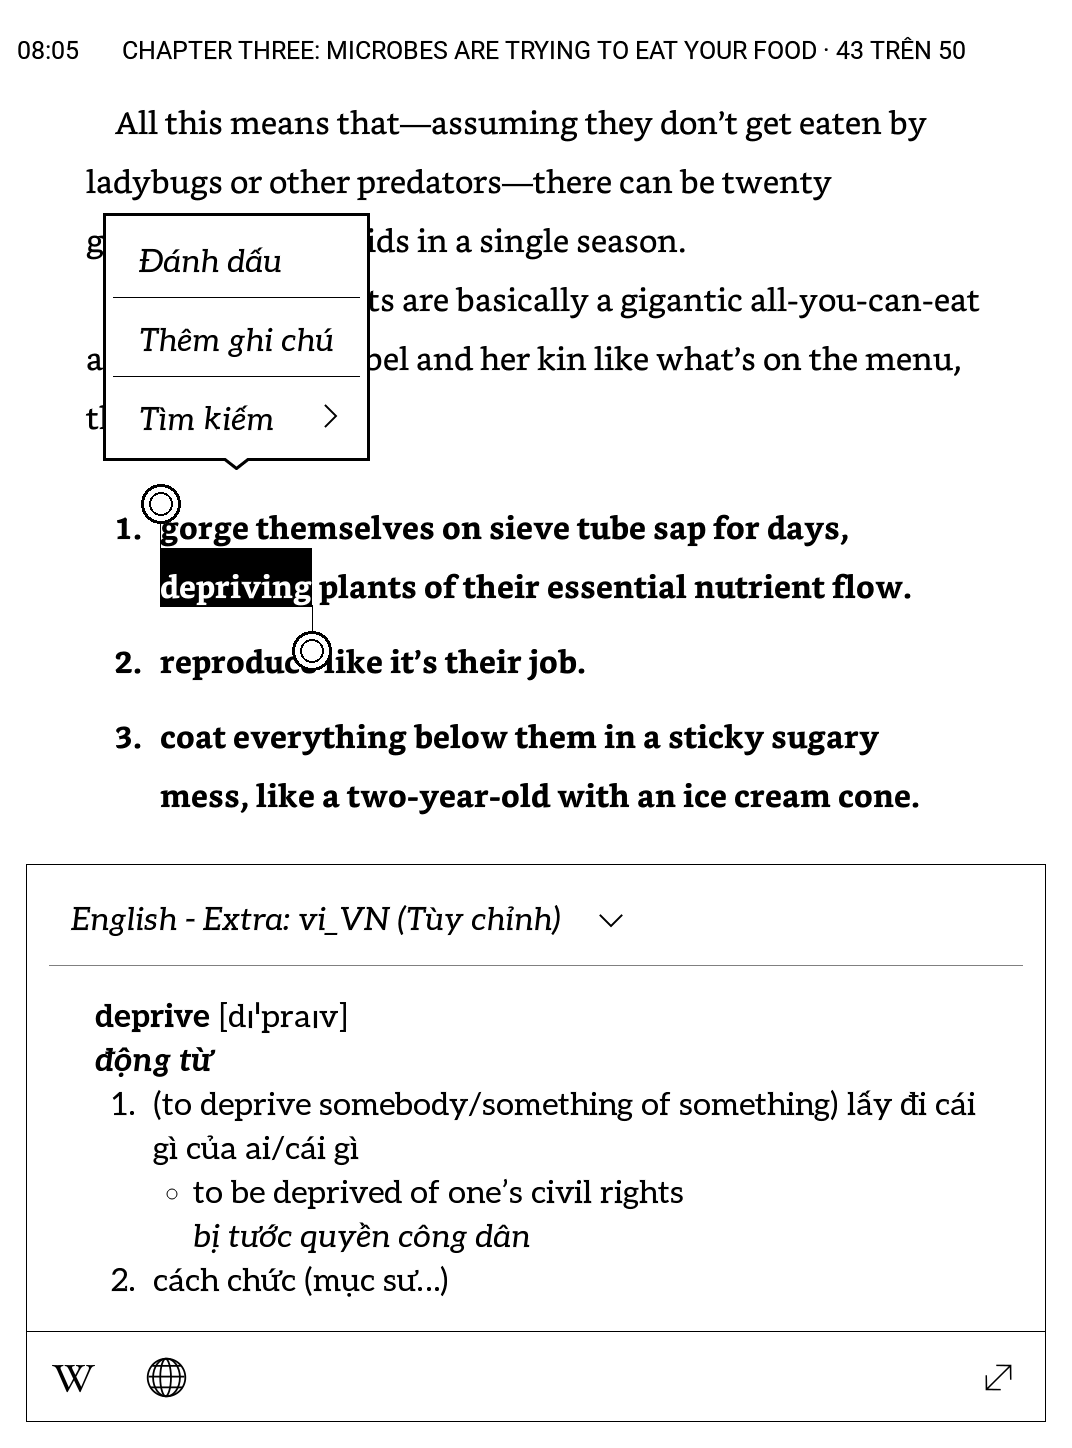 08:05 CHAPTER THREE: MICROBES ARE TRYING TO EAT YOUR FOOD · 43 TRÊN 50
All this means that—assuming they don’t get eaten by
ladybugs or other predators—there can be twenty
in a single season.
Đánh dấu
are basically a gigantic all-you-can-eat
Thêm ghi chú
and her kin like what’s on the menu,
Tìm kiếm
1. gorge themselves on sieve tube sap for days,
depriving plants of their essential nutrient flow.
2. reproduce like it’s their job.
3. coat everything below them in a sticky sugary
mess, like a two-year-old with an ice cream cone.
English - Extra: vi_VN (Tùy chỉnh)
deprive [dɪˈpraɪv]
động từ
1. (to deprive somebody/something of something) lấy đi cái
gì của ai/cái gì
○ to be deprived of one’s civil rights
bị tước quyền công dân
2. cách chức (mục sư...)
W